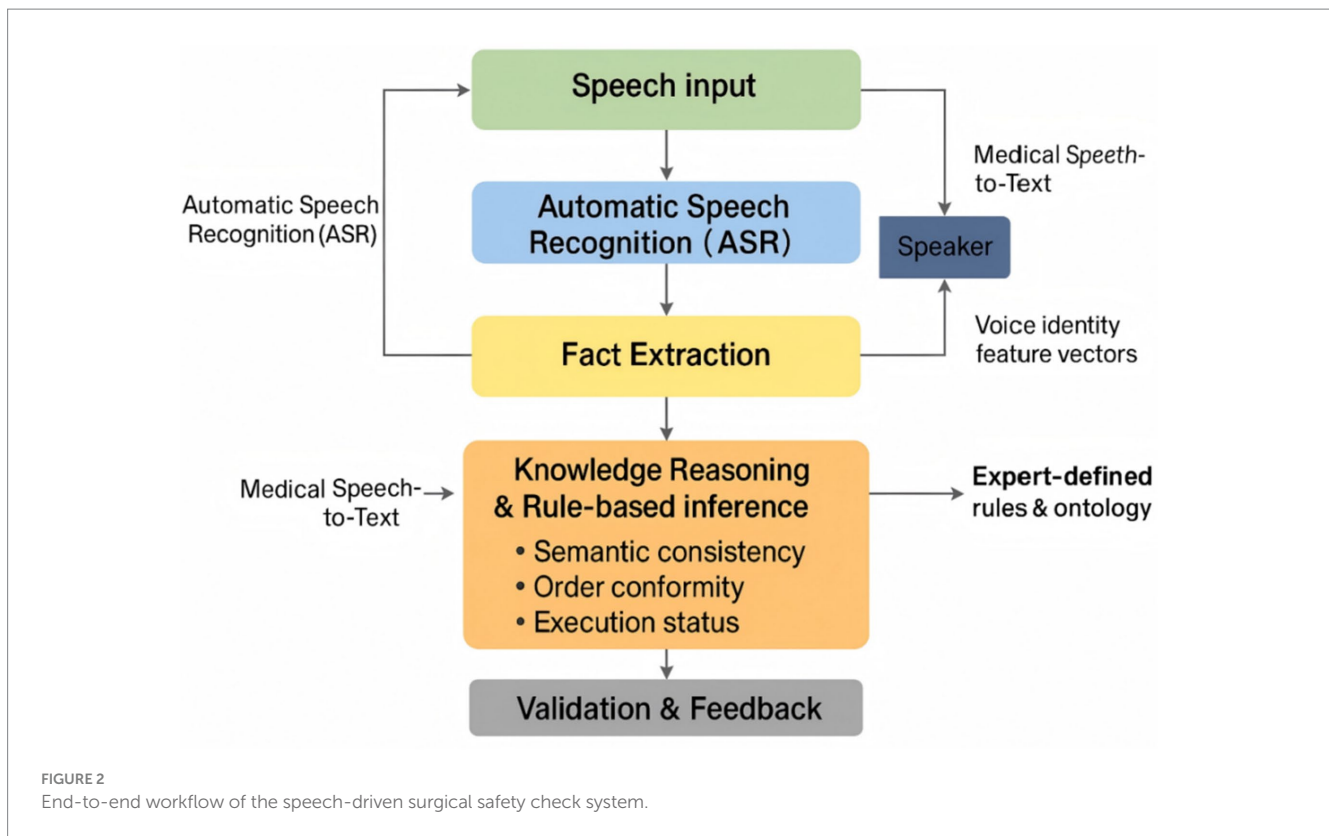 Speech input
Medical Speeth-
to-Text
Automatic Speech
Recognition (ASR)
Automatic Speech
Recognition (ASR)
Speaker
Voice identity
feature vectors
Fact Extraction
Knowledge Reasoning
& Rule-based inference
• Semantic consistency
• Order conformity
• Execution status
Medical Speech-
to-Text
Expert-defined
rules & ontology
Validation & Feedback
FIGURE 2
End-to-end workflow of the speech-driven surgical safety check system.